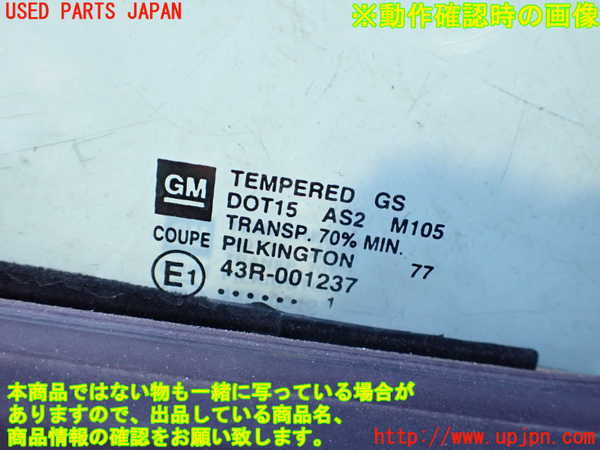 USED PARTS JAPAN
※動作確認時の画像
GM
TEMPERED GS
DOT15 AS2 M105
TRANSP. 70% MIN.
COUPE PILKINGTON 77
E1 43R-001237
...... 1
本商品ではない物も一緒に写っている場合が
ありますので、出品している商品名、
商品情報の確認をお願い致します。
http://www.upjpn.com/